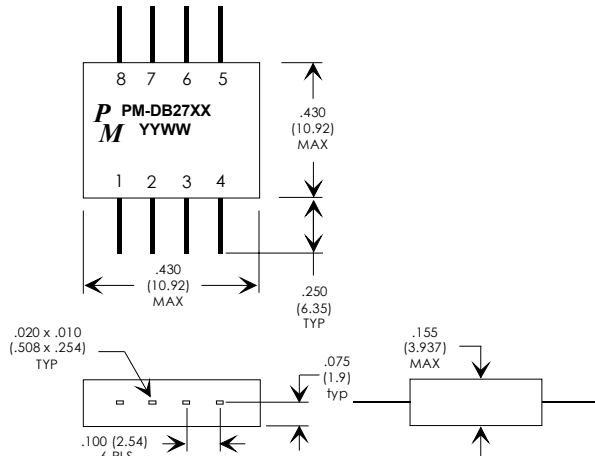 8 7 6 5
P M PM-DB27XX
YYWW
1 2 3 4
.430
(10.92)
MAX
.430
(10.92)
MAX
.250
(6.35)
TYP
.020 x .010
(.508 x .254)
TYP
.075
(1.9)
typ
.155
(3.937)
MAX
.100 (2.54)